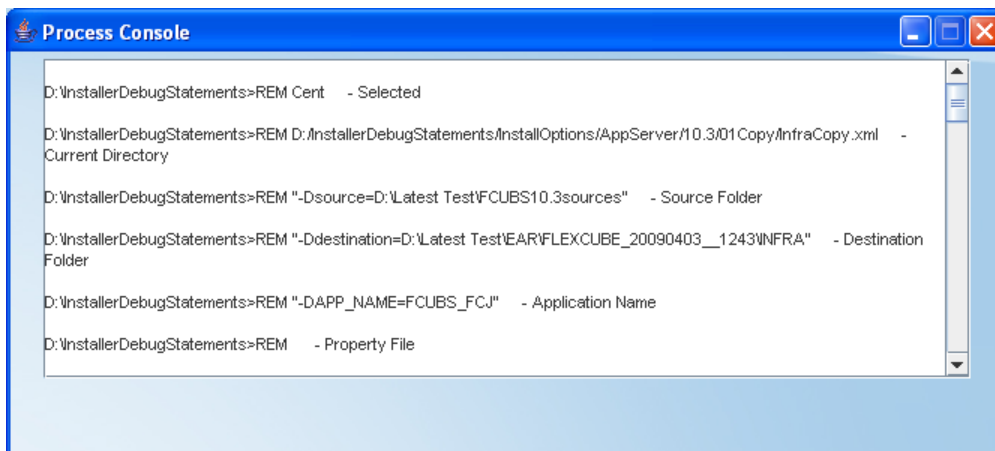 Process Console
D:\InstallerDebugStatements>REM Cent - Selected
D:\InstallerDebugStatements>REM D:/InstallerDebugStatements/InstallOptions/AppServer/10.3/01Copy/InfraCopy.xml -
Current Directory
D:\InstallerDebugStatements>REM "-Dsource=D:\Latest Test\FCUBS10.3sources" - Source Folder
D:\InstallerDebugStatements>REM "-Ddestination=D:\Latest Test\EAR\FLEXCUBE_20090403__1243\INFRA" - Destination
Folder
D:\InstallerDebugStatements>REM "-DAPP_NAME=FCUBS_FCJ" - Application Name
D:\InstallerDebugStatements>REM - Property File